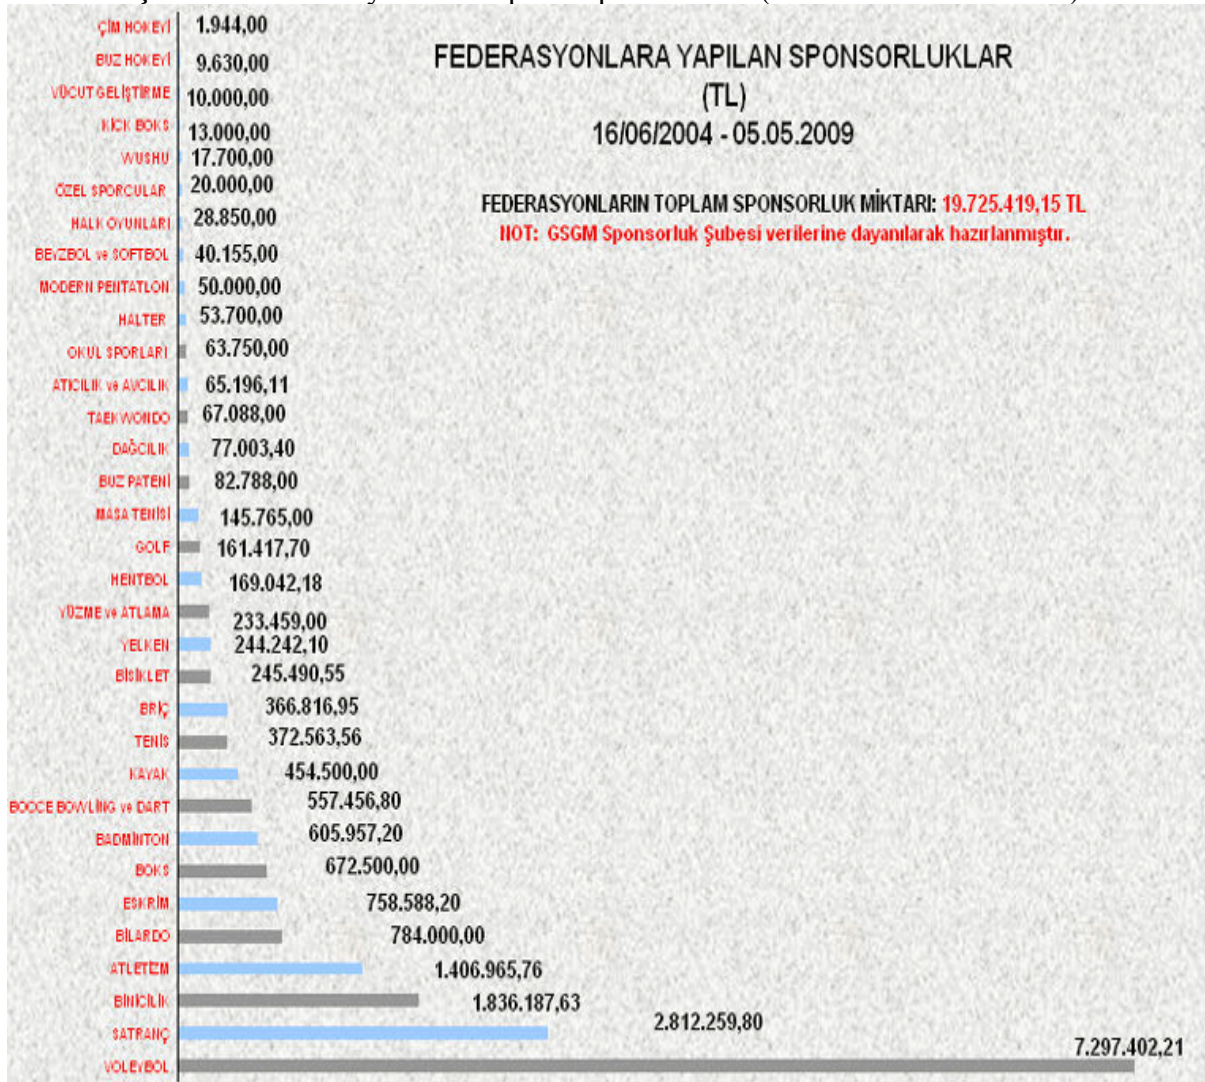 ÇİM HOKEYİ 1.944,00
FEDERASYONLARA YAPILAN SPONSORLUKLAR
(TL)
16/06/2004 - 05.05.2009
BUZ HOKEYİ 9.630,00
VÜCUT GELİŞTİRME 10.000,00
KİCK BOKS 13.000,00
WUSHU 17.700,00
ÖZEL SPORCULAR 20.000,00
FEDERASYONLARIN TOPLAM SPONSORLUK MİKTARI: 19.725.419,15 TL
NOT: GSGM Sponsorluk Şubesi verilerine dayanılarak hazırlanmıştır.
HALK OYUNLARI 28.850,00
BEYZBOL ve SOFTBOL 40.155,00
MODERN PENTATLON 50.000,00
HALTER 53.700,00
OKUL SPORLARI 63.750,00
ATICILIK ve AVCILIK 65.196,11
TAEKWONDO 67.088,00
DAĞCILIK 77.003,40
BUZ PATENİ 82.788,00
MASA TENİSİ 145.765,00
GOLF 161.417,70
HENTBOL 169.042,18
YÜZME ve ATLAMA 233.459,00
YELKEN 244.242,10
BİSİKLET 245.490,55
BRİÇ 366.816,95
TENİS 372.563,56
KAYAK 454.500,00
BOCCE BOWLİNG ve DART 557.456,80
BADMİNTON 605.957,20
BOKS 672.500,00
ESKRİM 758.588,20
BİLARDO 784.000,00
ATLETİZM 1.406.965,76
BİNİCİLİK 1.836.187,63
SATRANÇ 2.812.259,80
VOLEYBOL 7.297.402,21